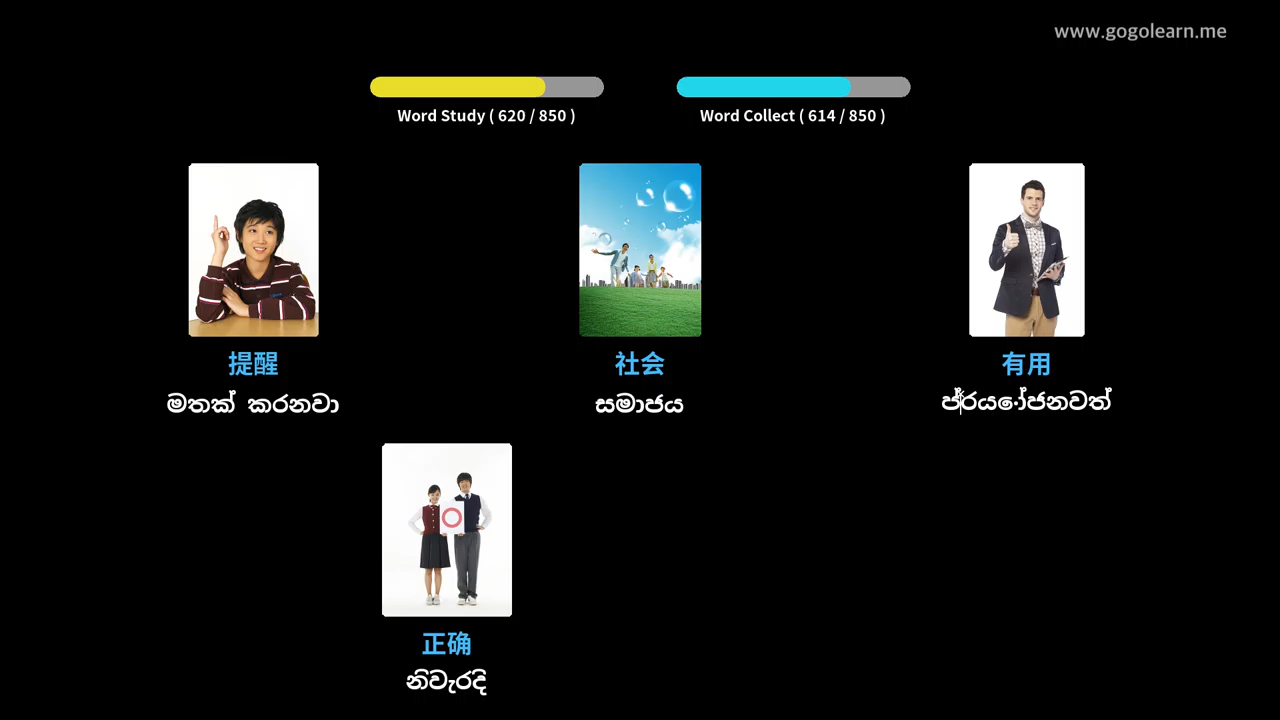 www.gogolearn.me
Word Study ( 620 / 850 )
Word Collect ( 614 / 850 )
提醒
社会
有用
මතක් කරනවා
සමාජය
ප්‍රයෝජනවත්
正确
නිවැරදි